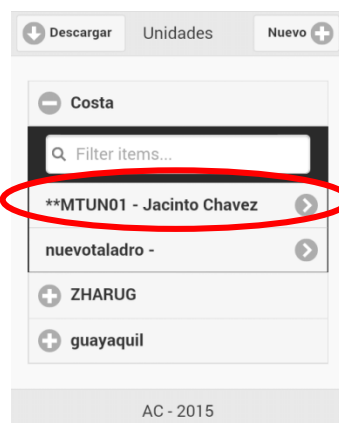 Descargar Unidades Nuevo
Costa
Filter items...
**MTUN01 - Jacinto Chavez
nuevotaladro -
ZHARUG
guayaquil
AC - 2015